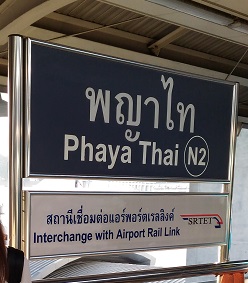 พญาไท
Phaya Thai N2
สถานีเชื่อมต่อแอร์พอร์ตเรลลิงค์
Interchange with Airport Rail Link
SRTET